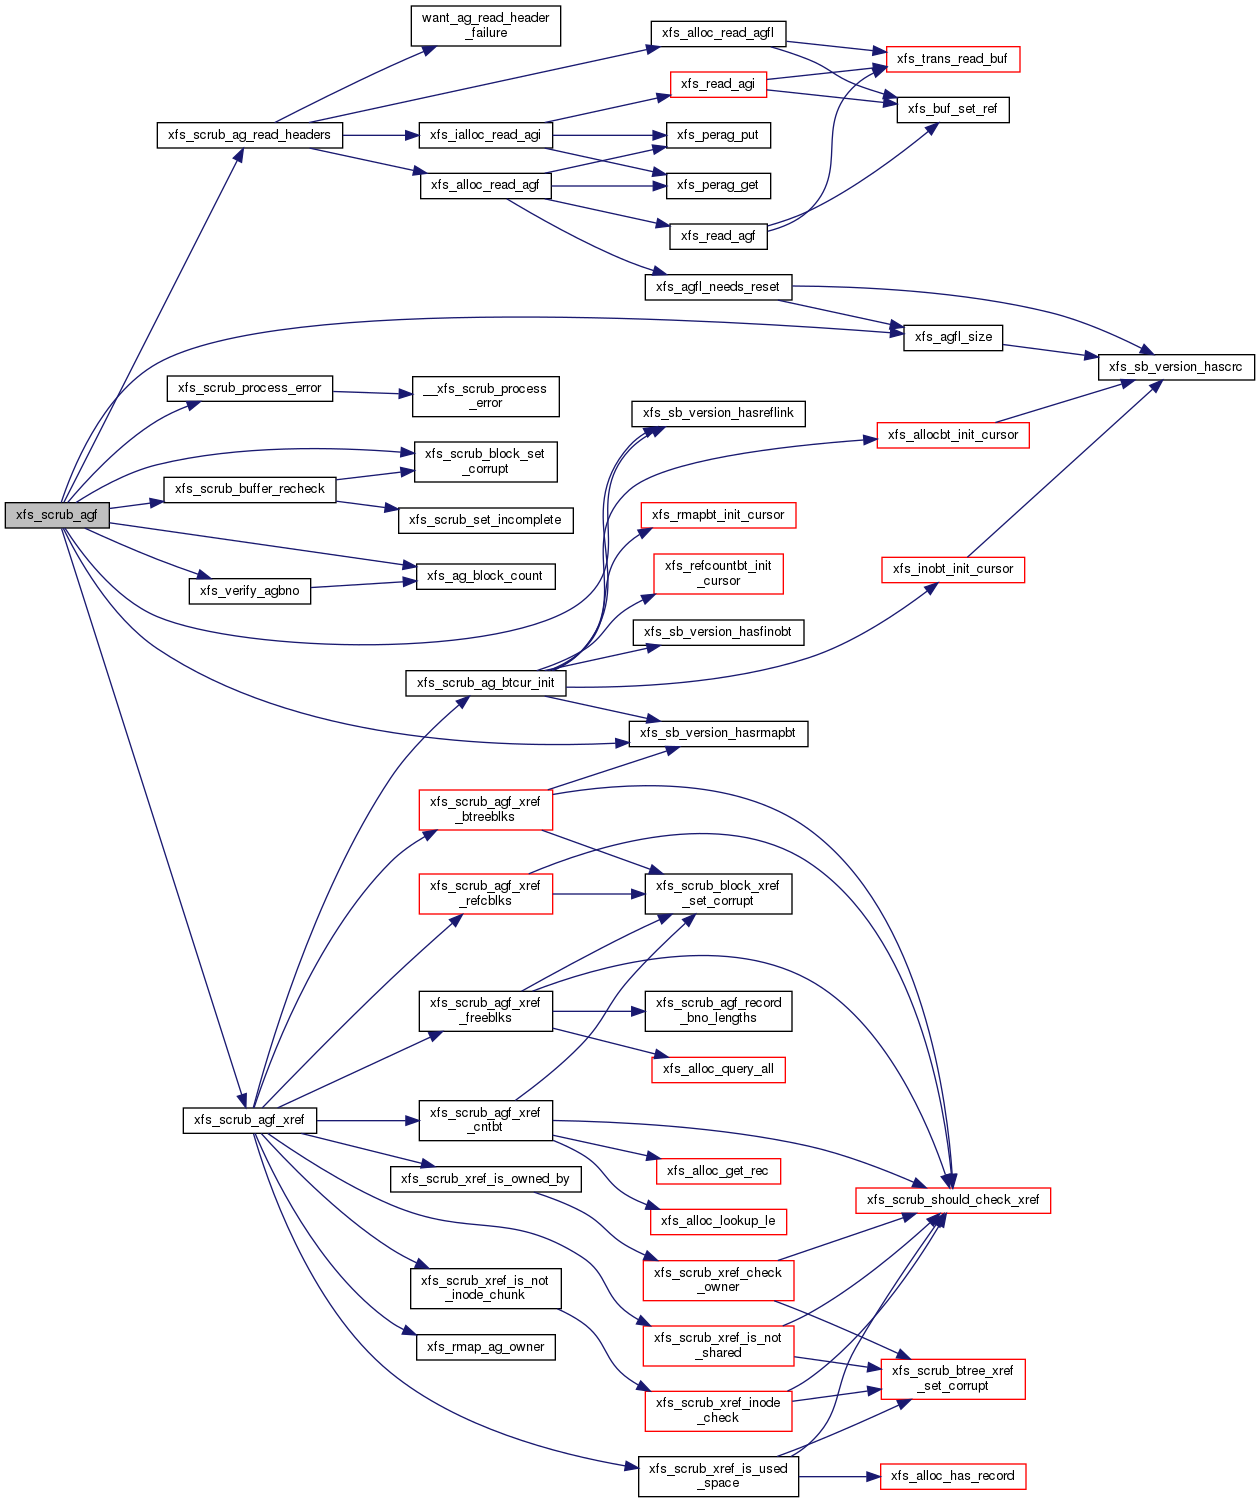 want_ag_read_header
_failure
xfs_alloc_read_agfl
xfs_trans_read_buf
xfs_read_agi
xfs_buf_set_ref
xfs_scrub_ag_read_headers
xfs_ialloc_read_agi
xfs_perag_put
xfs_alloc_read_agf
xfs_perag_get
xfs_read_agf
xfs_agfl_needs_reset
xfs_agfl_size
xfs_sb_version_hascrc
xfs_scrub_process_error
__xfs_scrub_process
_error
xfs_sb_version_hasreflink
xfs_allocbt_init_cursor
xfs_scrub_block_set
_corrupt
xfs_scrub_buffer_recheck
xfs_scrub_agf
xfs_scrub_set_incomplete
xfs_rmapbt_init_cursor
xfs_refcountbt_init
_cursor
xfs_inobt_init_cursor
xfs_ag_block_count
xfs_verify_agbno
xfs_sb_version_hasfinobt
xfs_scrub_ag_btcur_init
xfs_sb_version_hasrmapbt
xfs_scrub_agf_xref
_btreeblks
xfs_scrub_agf_xref
_refcblks
xfs_scrub_block_xref
_set_corrupt
xfs_scrub_agf_xref
_freeblks
xfs_scrub_agf_record
_bno_lengths
xfs_alloc_query_all
xfs_scrub_agf_xref
xfs_scrub_agf_xref
_cntbt
xfs_alloc_get_rec
xfs_scrub_xref_is_owned_by
xfs_scrub_should_check_xref
xfs_alloc_lookup_le
xfs_scrub_xref_check
_owner
xfs_scrub_xref_is_not
_inode_chunk
xfs_rmap_ag_owner
xfs_scrub_xref_is_not
_shared
xfs_scrub_btree_xref
_set_corrupt
xfs_scrub_xref_inode
_check
xfs_scrub_xref_is_used
_space
xfs_alloc_has_record